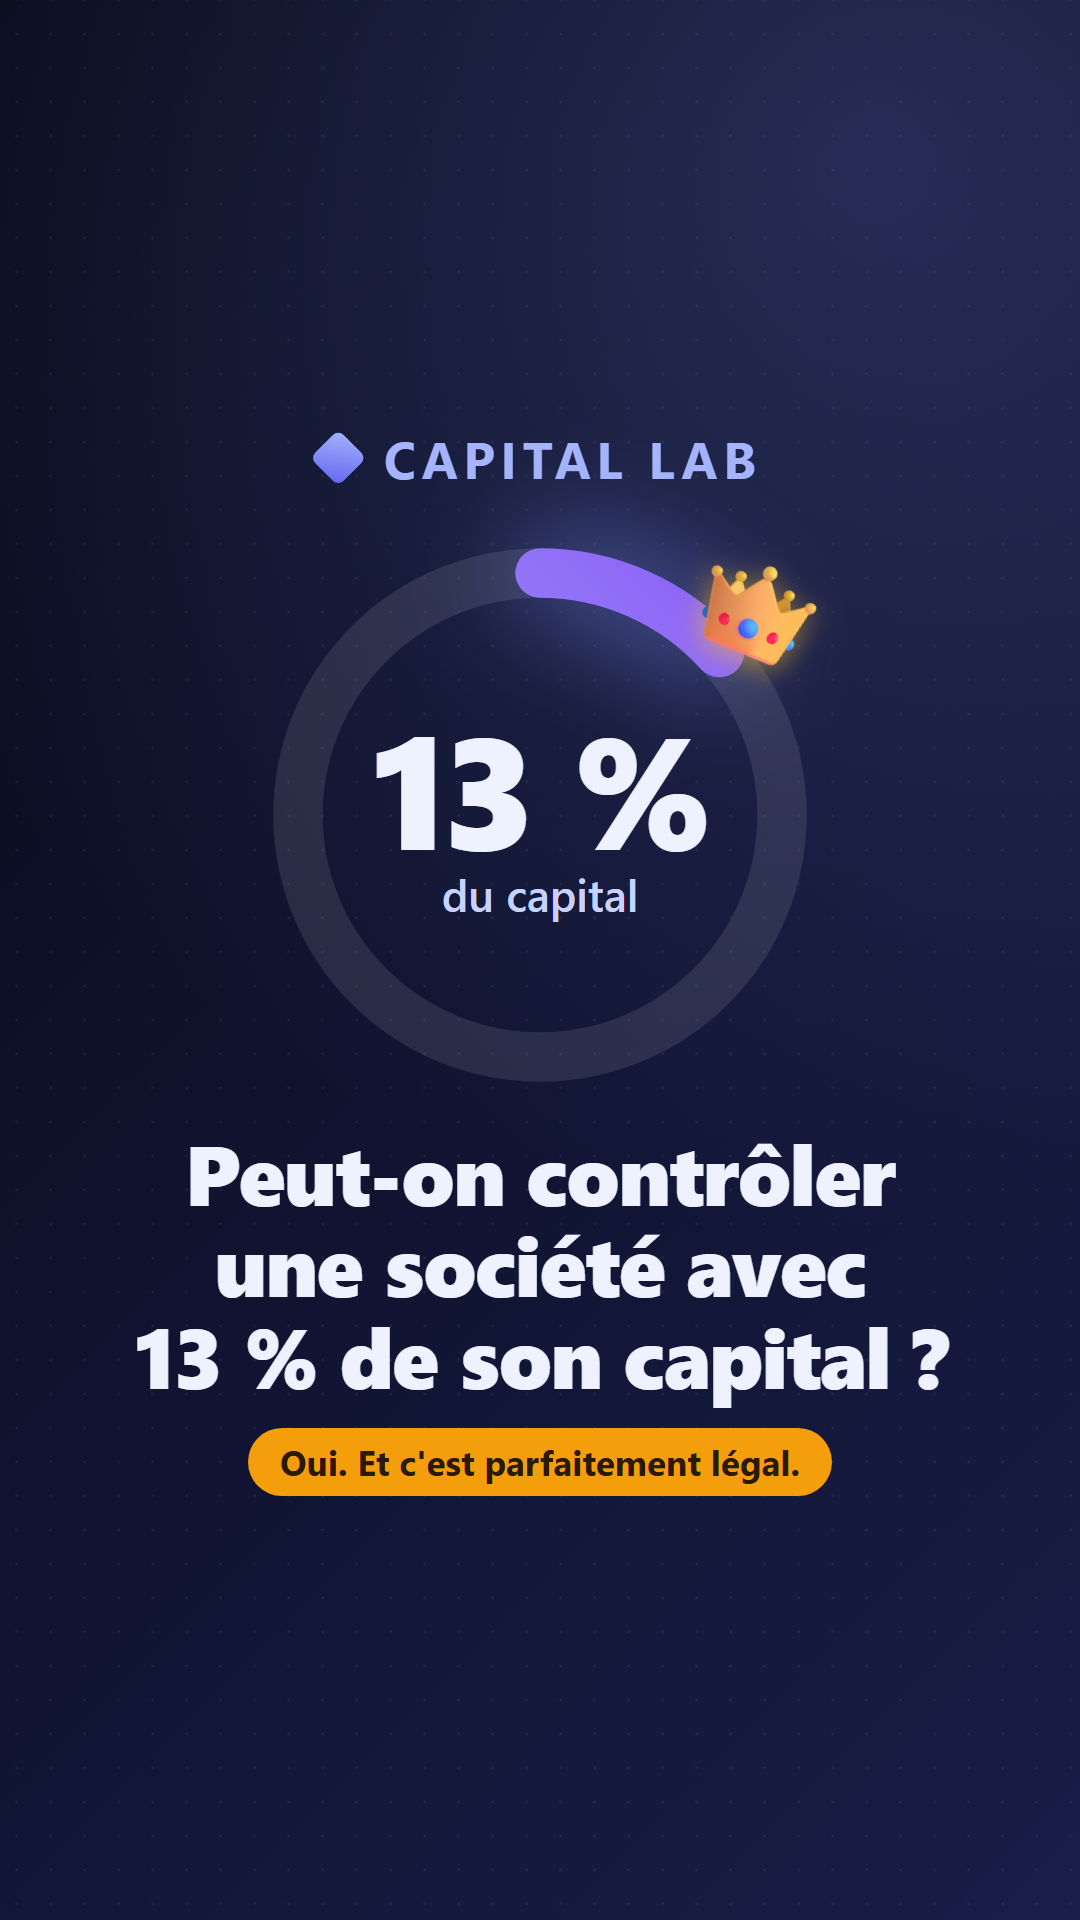 CAPITAL LAB
13 %
du capital
Peut-on contrôler
une société avec
13 % de son capital ?
Oui. Et c'est parfaitement légal.